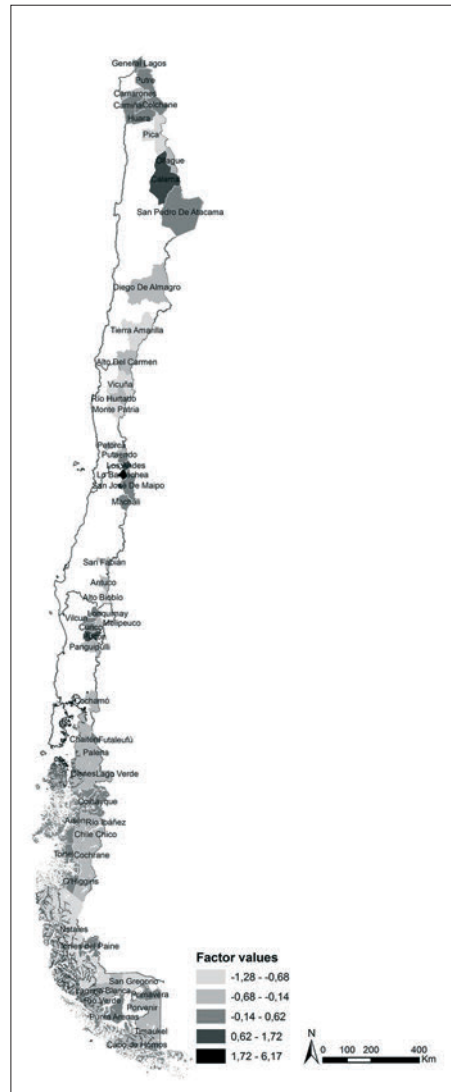 General Lagos
Putre
Camarones
Camiña Colchane
Huara
Pica
Ollague
Calama
San Pedro De Atacama
Diego De Almagro
Tierra Amarilla
Alto Del Carmen
Vicuña
Río Hurtado
Monte Patria
Petorca
Putaendo
Los Andes
Lo Barnechea
San José De Maipo
Machalí
San Fabián
Antuco
Alto Biobío
Lonquimay
Vilcún Melipeuco
Cunco
Panguipulli
Cochamó
Chaitén Futaleufú
Palena
Cisnes Lago Verde
Coihaique
Aisén Río Ibáñez
Chile Chico
Tortel Cochrane
O'Higgins
Natales
Torres del Paine
San Gregorio
Laguna Blanca
Primavera
Río Verde
Porvenir
Punta Arenas
Timaukel
Cabo de Hornos
Factor values
-1,28 - -0,68
-0,68 - -0,14
-0,14 - 0,62
0,62 - 1,72
1,72 - 6,17
N
0 100 200 400
Km